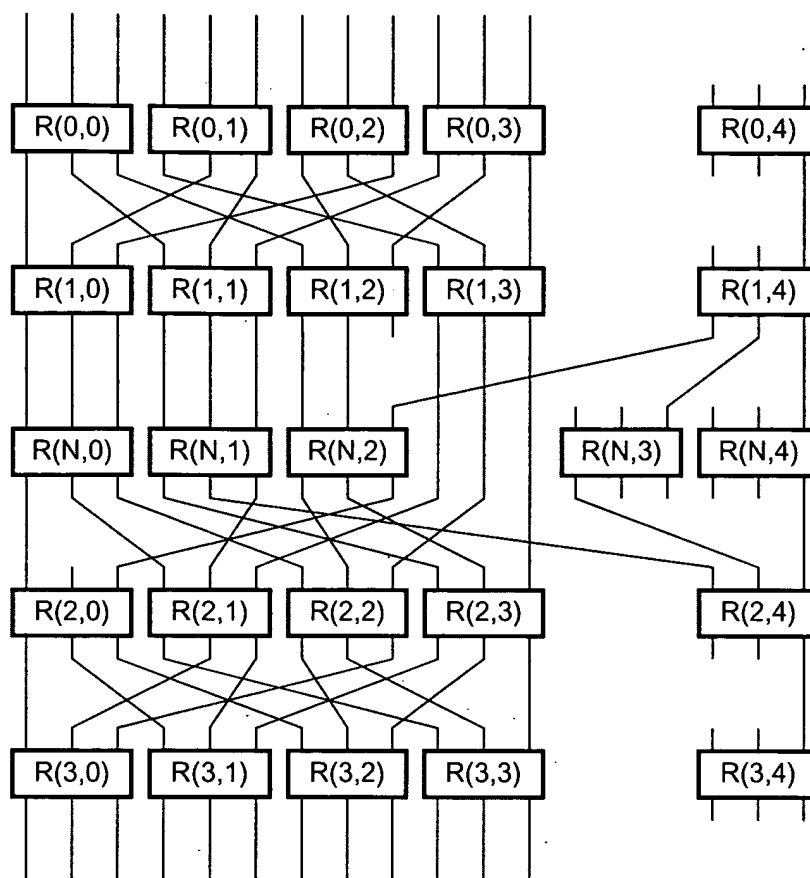 R(0,0) R(0,1) R(0,2) R(0,3) R(0,4)
R(1,0) R(1,1) R(1,2) R(1,3) R(1,4)
R(N,0) R(N,1) R(N,2) R(N,3) R(N,4)
R(2,0) R(2,1) R(2,2) R(2,3) R(2,4)
R(3,0) R(3,1) R(3,2) R(3,3) R(3,4)